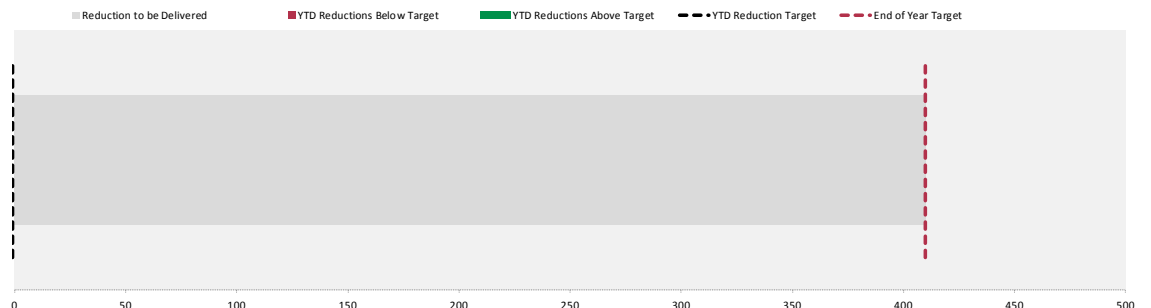 Reduction to be Delivered YTD Reductions Below Target YTD Reductions Above Target YTD Reduction Target End of Year Target
0 50 100 150 200 250 300 350 400 450 500